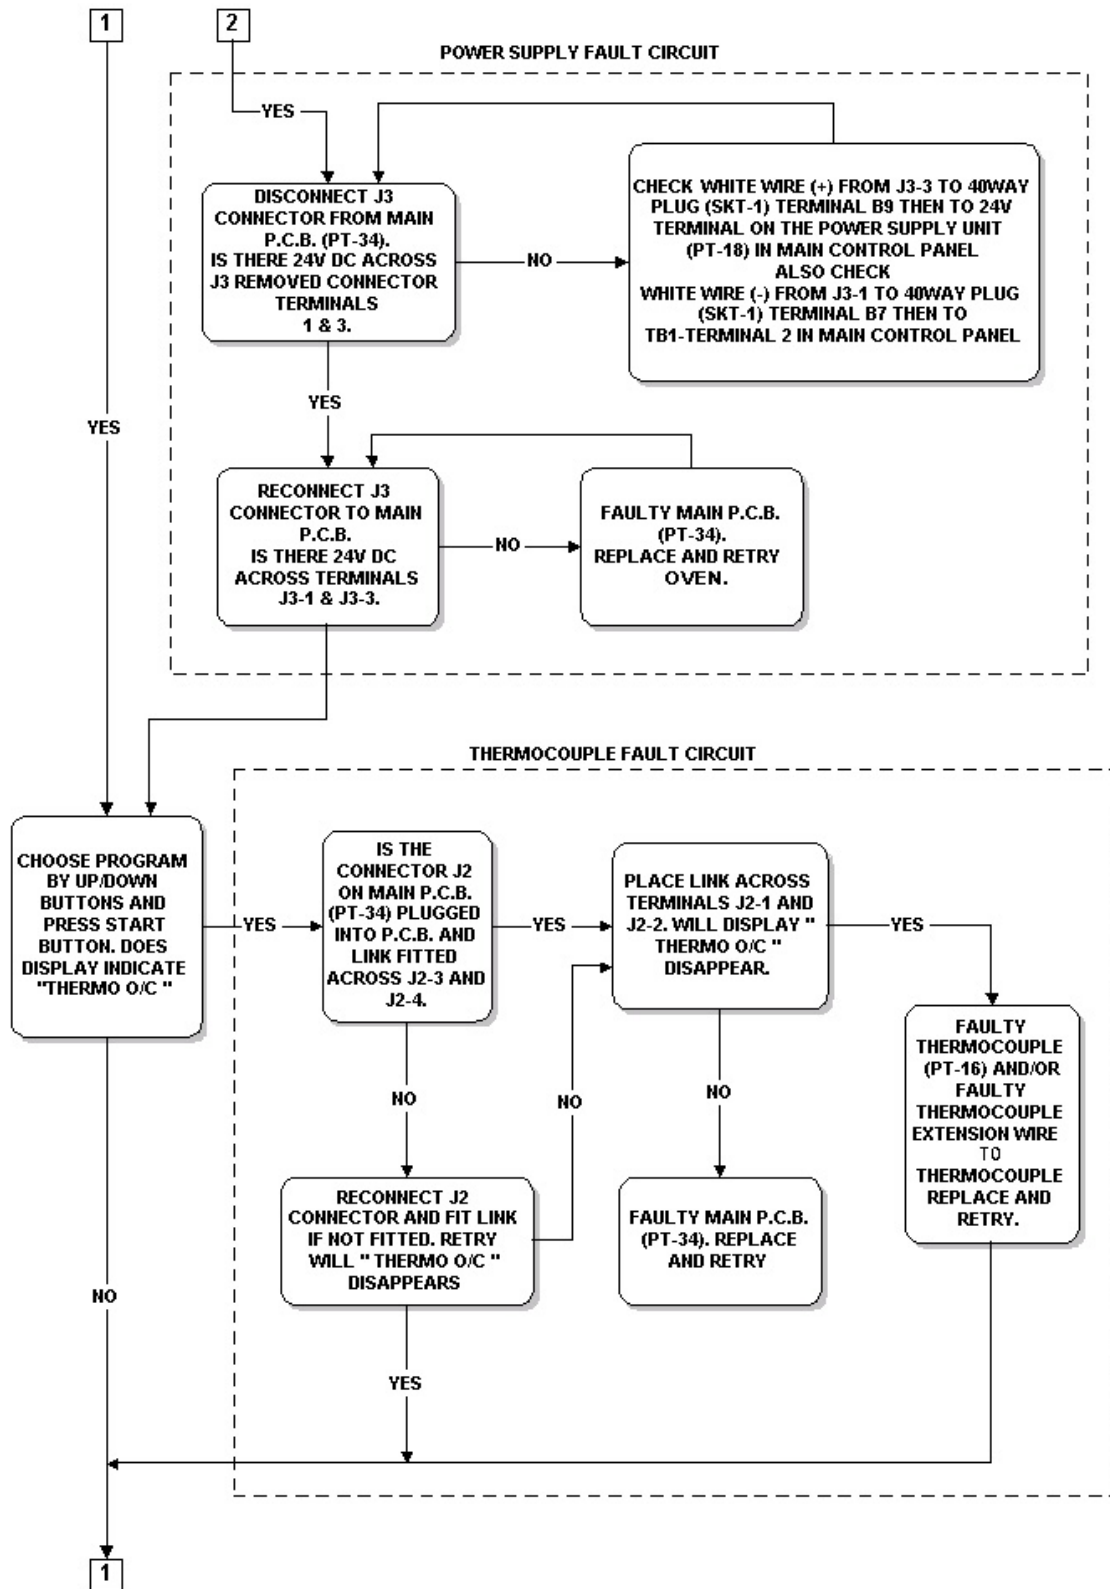 1
2
POWER SUPPLY FAULT CIRCUIT
YES
DISCONNECT J3
CONNECTOR FROM MAIN
P.C.B. (PT-34).
IS THERE 24V DC ACROSS
J3 REMOVED CONNECTOR
TERMINALS
1 & 3.
NO
CHECK WHITE WIRE (+) FROM J3-3 TO 40WAY
PLUG (SKT-1) TERMINAL B9 THEN TO 24V
TERMINAL ON THE POWER SUPPLY UNIT
(PT-18) IN MAIN CONTROL PANEL
ALSO CHECK
WHITE WIRE (-) FROM J3-1 TO 40WAY PLUG
(SKT-1) TERMINAL B7 THEN TO
TB1-TERMINAL 2 IN MAIN CONTROL PANEL
YES
YES
RECONNECT J3
CONNECTOR TO MAIN
P.C.B.
IS THERE 24V DC
ACROSS TERMINALS
J3-1 & J3-3.
NO
FAULTY MAIN P.C.B.
(PT-34).
REPLACE AND RETRY
OVEN.
THERMOCOUPLE FAULT CIRCUIT
CHOOSE PROGRAM
BY UP/DOWN
BUTTONS AND
PRESS START
BUTTON. DOES
DISPLAY INDICATE
"THERMO O/C "
YES
IS THE
CONNECTOR J2
ON MAIN P.C.B.
(PT-34) PLUGGED
INTO P.C.B. AND
LINK FITTED
ACROSS J2-3 AND
J2-4.
YES
PLACE LINK ACROSS
TERMINALS J2-1 AND
J2-2. WILL DISPLAY "
THERMO O/C "
DISAPPEAR.
YES
FAULTY
THERMOCOUPLE
(PT-16) AND/OR
FAULTY
THERMOCOUPLE
EXTENSION WIRE
TO
THERMOCOUPLE
REPLACE AND
RETRY.
NO
NO
NO
RECONNECT J2
CONNECTOR AND FIT LINK
IF NOT FITTED. RETRY
WILL " THERMO O/C "
DISAPPEARS
FAULTY MAIN P.C.B.
(PT-34). REPLACE
AND RETRY
NO
YES
1